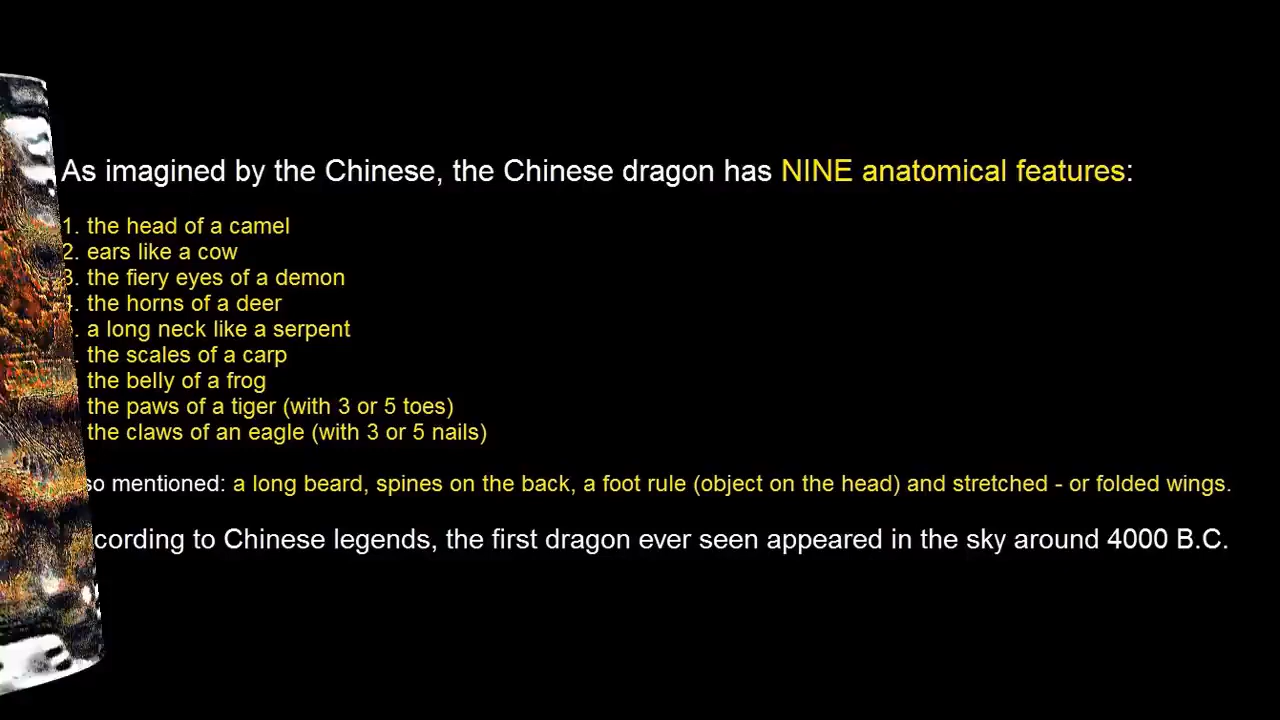 As imagined by the Chinese, the Chinese dragon has NINE anatomical features:
1. the head of a camel
2. ears like a cow
3. the fiery eyes of a demon
. the horns of a deer
. a long neck like a serpent
. the scales of a carp
the belly of a frog
the paws of a tiger (with 3 or 5 toes)
the claws of an eagle (with 3 or 5 nails)
so mentioned: a long beard, spines on the back, a foot rule (object on the head) and stretched - or folded wings.
cording to Chinese legends, the first dragon ever seen appeared in the sky around 4000 B.C.